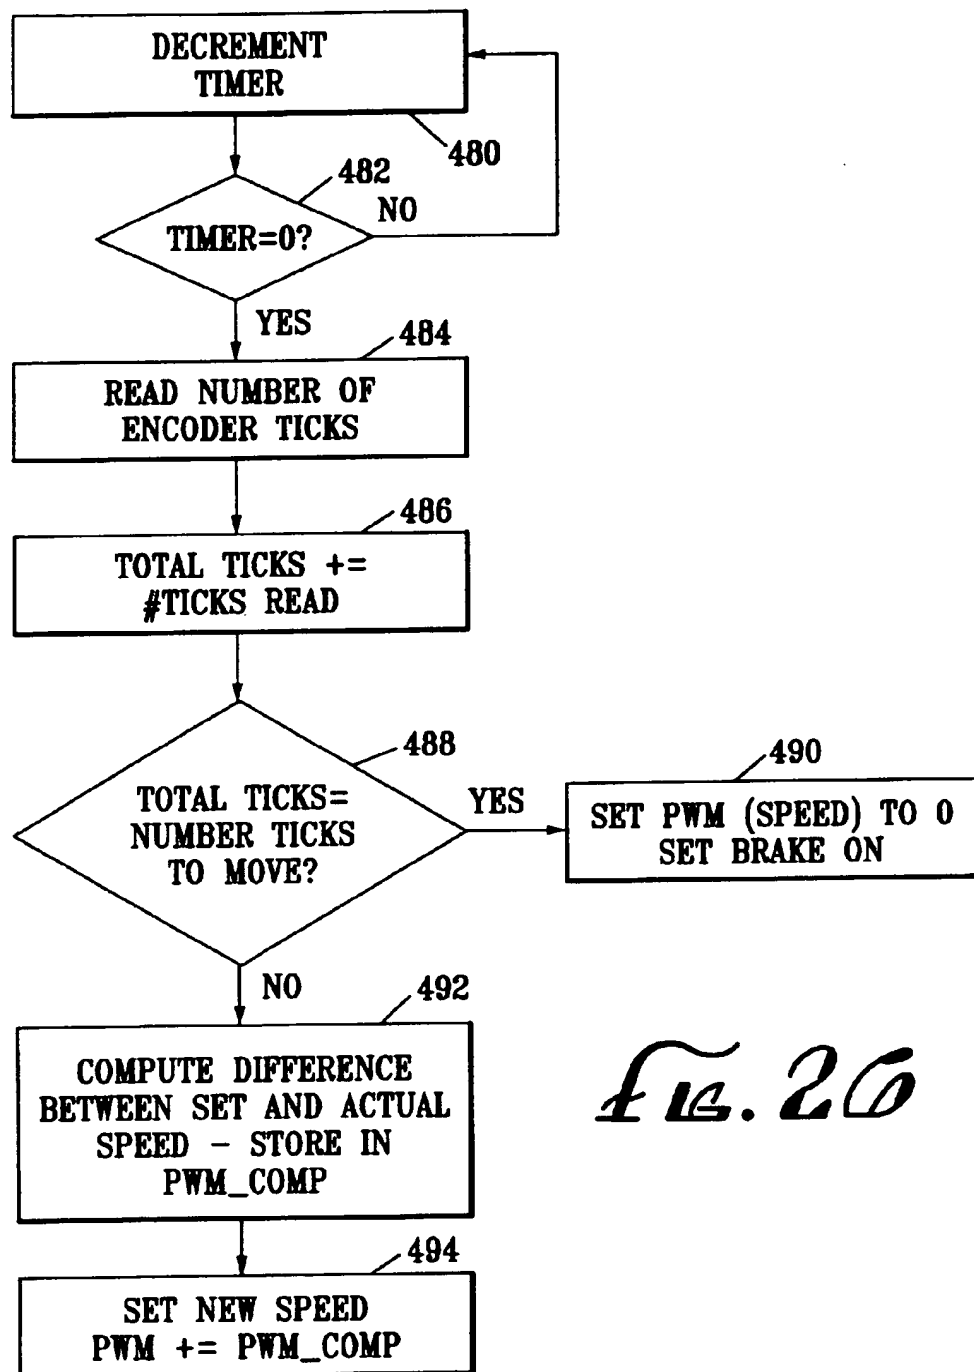 DECREMENT
TIMER
480
482
NO
TIMER=0?
YES
484
READ NUMBER OF
ENCODER TICKS
486
TOTAL TICKS +=
#TICKS READ
488
TOTAL TICKS=
NUMBER TICKS
TO MOVE?
YES
490
SET PWM (SPEED) TO 0
SET BRAKE ON
NO
492
COMPUTE DIFFERENCE
BETWEEN SET AND ACTUAL
SPEED - STORE IN
PWM_COMP
494
SET NEW SPEED
PWM += PWM_COMP
FIG. 26